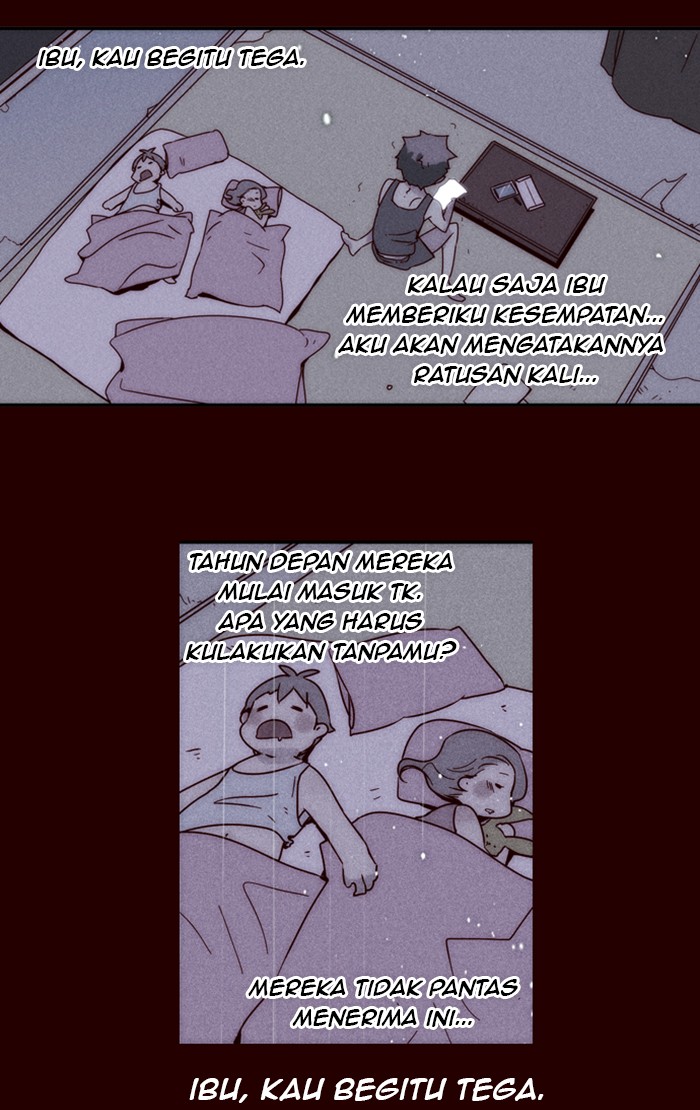 IBU, KAU BEGITU TEGA.
KALAU SAJA IBU
MEMBERIKU KESEMPATAN...
AKU AKAN MENGATAKANNYA
RATUSAN KALI...
TAHUN DEPAN MEREKA
MULAI MASUK TK.
APA YANG HARUS
KULAKUKAN TANPAMU?
MEREKA TIDAK PANTAS
MENERIMA INI...
IBU, KAU BEGITU TEGA.